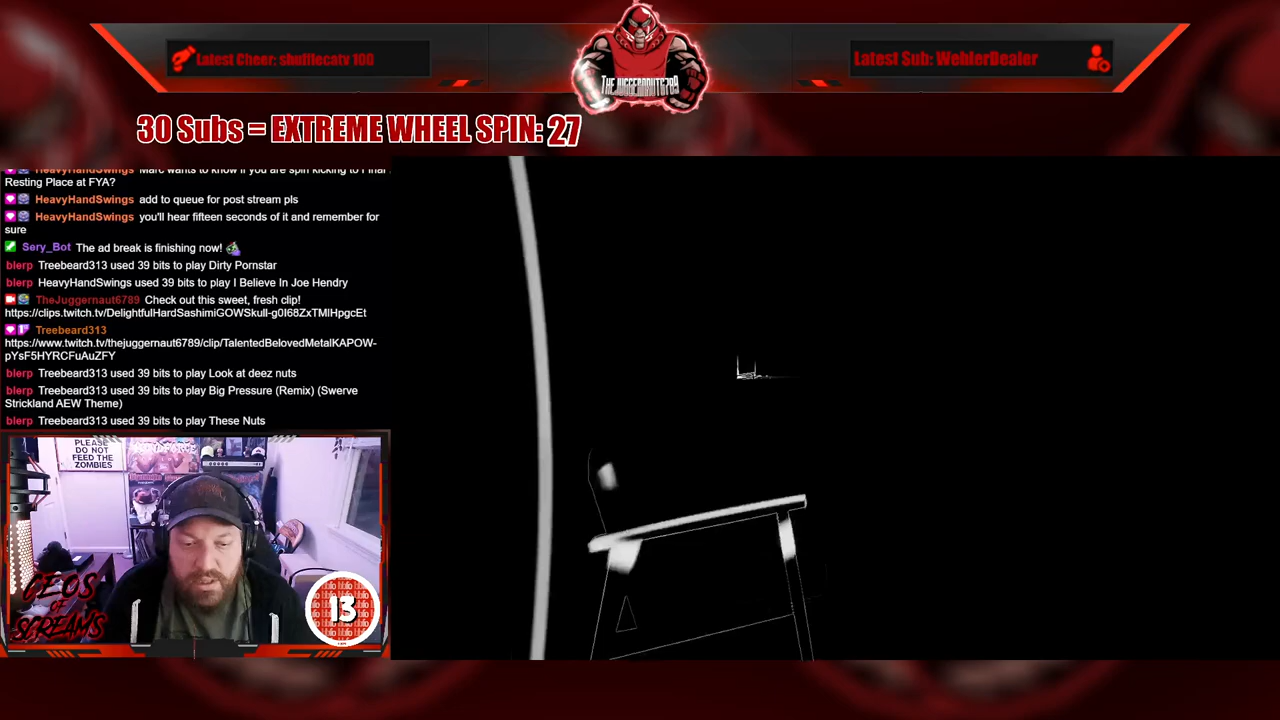 Latest Cheer: shufflecatv 100
THEJUGGERNAUT6789
Latest Sub: WehlerDealer
30 Subs = EXTREME WHEEL SPIN: 27
HeavyHandSwings Marc wants to know if you are spin kicking to Final
Resting Place at FYA?
HeavyHandSwings add to queue for post stream pls
HeavyHandSwings you'll hear fifteen seconds of it and remember for
sure
Sery_Bot The ad break is finishing now!
blerp Treebeard313 used 39 bits to play Dirty Pornstar
blerp HeavyHandSwings used 39 bits to play I Believe In Joe Hendry
TheJuggernaut6789 Check out this sweet, fresh clip!
https://clips.twitch.tv/DelightfulHardSashimiGOWSkull-g0I68ZxTMlHpgcEt
Treebeard313
https://www.twitch.tv/thejuggernaut6789/clip/TalentedBelovedMetalKAPOW-
pYsF5HYRCFuAuZFY
blerp Treebeard313 used 39 bits to play Look at deez nuts
blerp Treebeard313 used 39 bits to play Big Pressure (Remix) (Swerve
Strickland AEW Theme)
blerp Treebeard313 used 39 bits to play These Nuts
PLEASE
DO NOT
FEED THE
ZOMBIES
CEOS
OF
SCREAMS
13